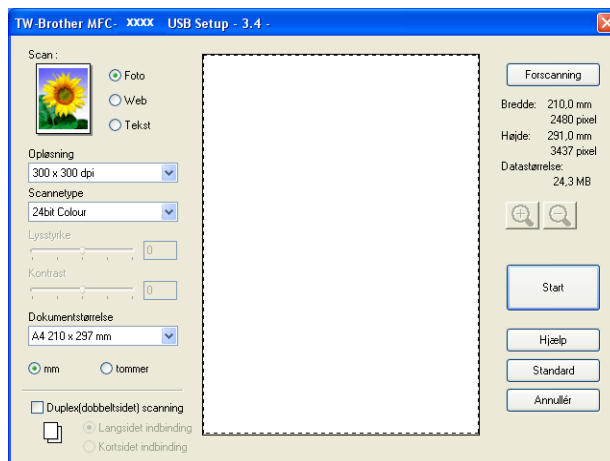 TW-Brother MFC- xxxx USB Setup - 3.4 -
Scan :
Foto
Web
Tekst
Opløsning
300 x 300 dpi
Scannetype
24bit Colour
Lysstyrke
0
Kontrast
0
Dokumentstørrelse
A4 210 x 297 mm
mm
tommer
Duplex(dobbeltsidet) scanning
Langsidet indbinding
Kortsidet indbinding
Forscanning
Bredde: 210,0 mm
2480 pixel
Højde: 291,0 mm
3437 pixel
Datastørrelse:
24,3 MB
Start
Hjælp
Standard
Annullér